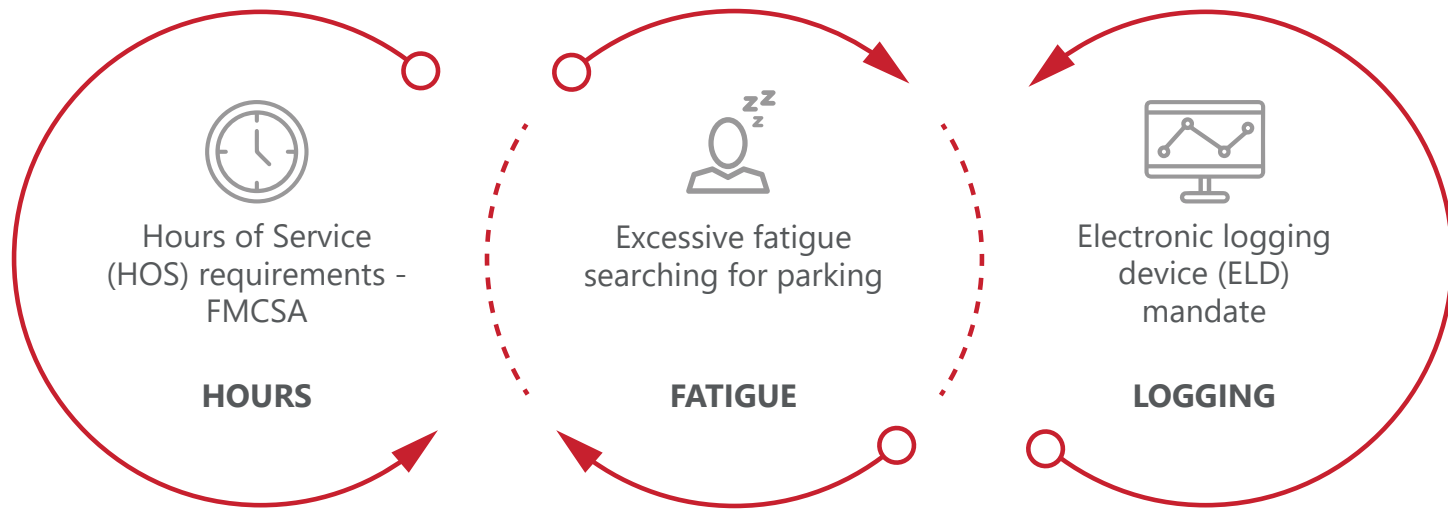 Hours of Service
(HOS) requirements -
FMCSA
HOURS
zzz
Excessive fatigue
searching for parking
FATIGUE
Electronic logging
device (ELD)
mandate
LOGGING